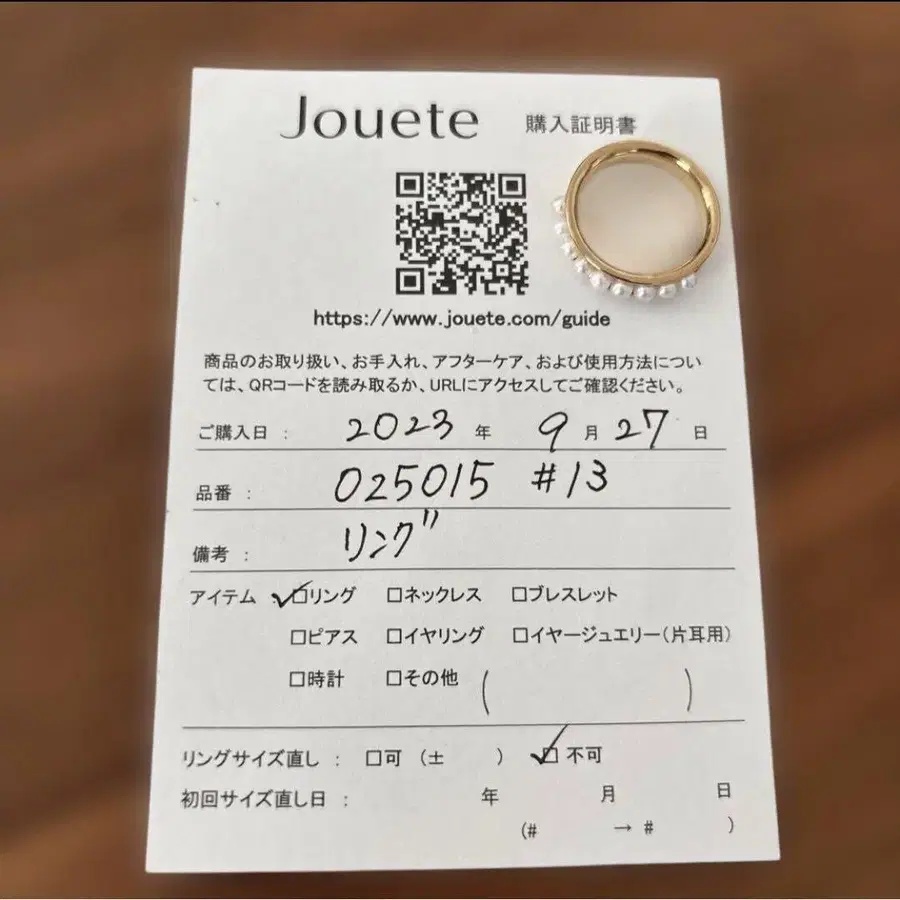 Jouete 購入証明書
https://www.jouete.com/guide
商品のお取り扱い、お手入れ、アフターケア、および使用方法につい
ては、QRコードを読み取るか、URLにアクセスしてご確認ください。
ご購入日 : 2023 年 9 月 27 日
品番 : 025015 #13
備考 : リング
アイテム : ☑リング □ネックレス □ブレスレット
□ピアス □イヤリング □イヤージュエリー(片耳用)
□時計 □その他 ( )
リングサイズ直し : □可 (± ) ☑不可
初回サイズ直し日 : 年 月 日
(# → # )